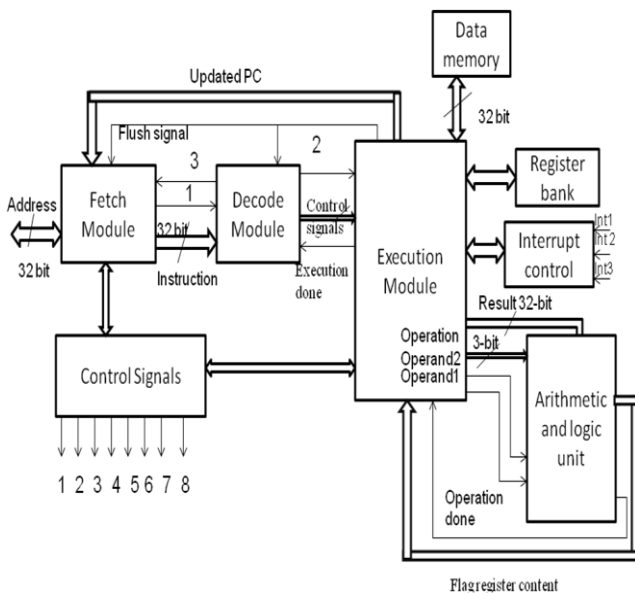 Data
memory
Updated PC
32 bit
Flush signal
2
3
1
Fetch
Module
Decode
Module
Register
bank
Address
32 bit
32bit
Instruction
Control
signals
Execution
done
Execution
Module
Interrupt
control
Int1
Int 2
Int3
Result 32-bit
Operation
3-bit
Operand2
Operand1
Control Signals
Arithmetic
and logic
unit
1 2 3 4 5 6 7 8
Operation
done
Flag register content